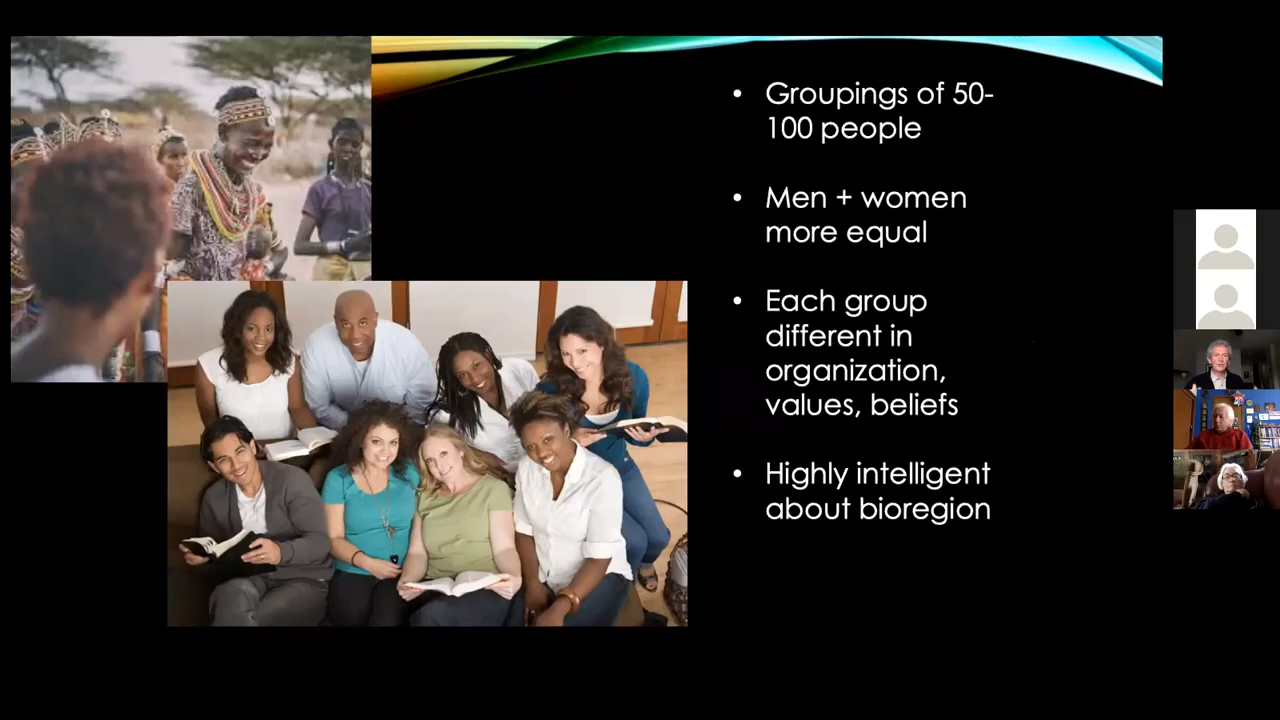 • Groupings of 50-
100 people
• Men + women
more equal
• Each group
different in
organization,
values, beliefs
• Highly intelligent
about bioregion